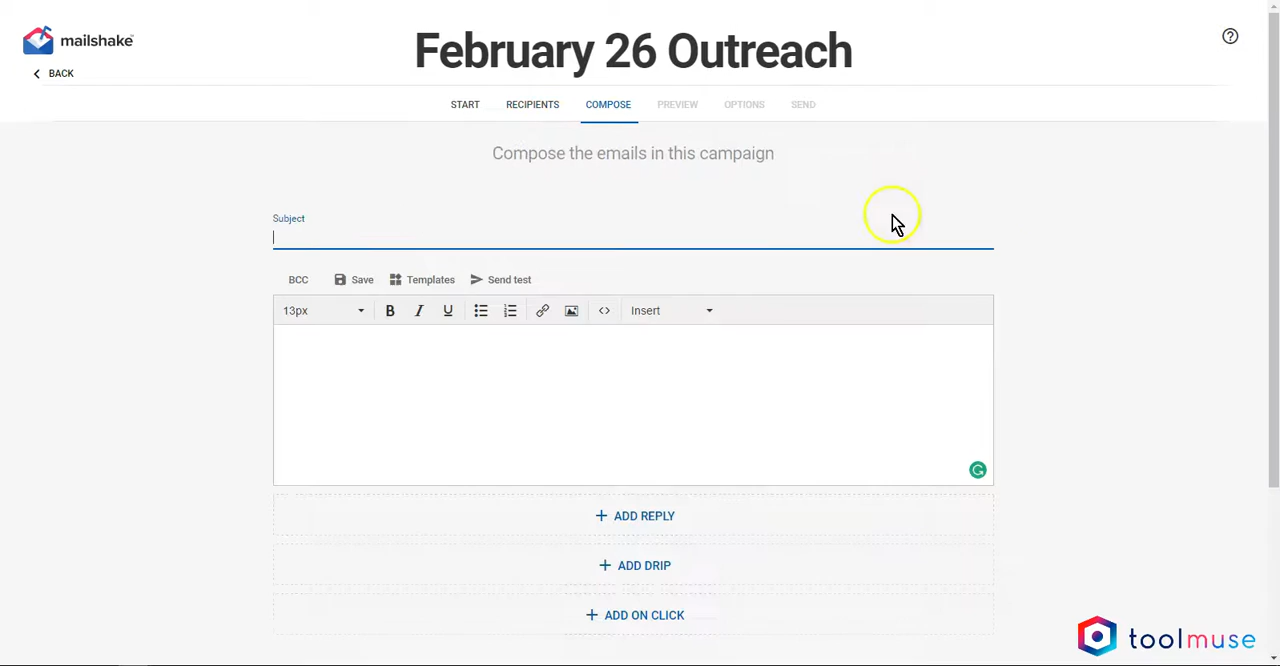 mailshake
February 26 Outreach
BACK
START RECIPIENTS COMPOSE PREVIEW OPTIONS SEND
Compose the emails in this campaign
Subject
BCC Save Templates Send test
13px B I U Insert
+ ADD REPLY
+ ADD DRIP
+ ADD ON CLICK
toolmuse